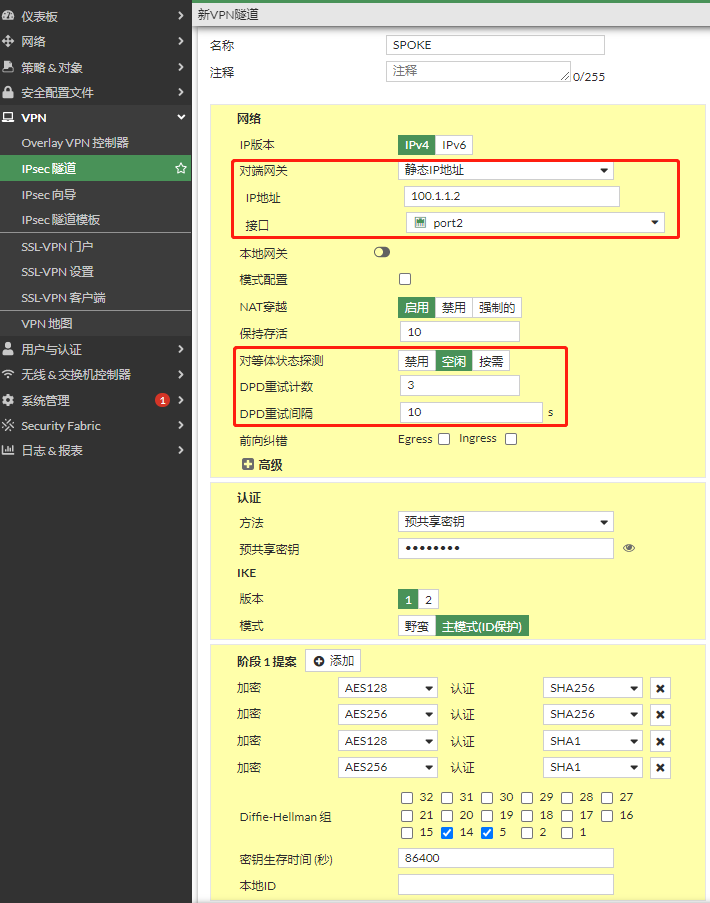 仪表板
网络
策略 & 对象
安全配置文件
VPN
Overlay VPN 控制器
IPsec 隧道
IPsec 向导
IPsec 隧道模板
SSL-VPN 门户
SSL-VPN 设置
SSL-VPN 客户端
VPN 地图
用户与认证
无线 & 交换机控制器
系统管理 1
Security Fabric
日志 & 报表
新VPN隧道
名称 SPOKE
注释 注释 0/255
网络
IP版本 IPv4 IPv6
对端网关 静态IP地址
IP地址 100.1.1.2
接口 port2
本地网关
模式配置
NAT穿越 启用 禁用 强制的
保持存活 10
对等体状态探测 禁用 空闲 按需
DPD重试计数 3
DPD重试间隔 10 s
前向纠错 Egress Ingress
高级
认证
方法 预共享密钥
预共享密钥 ••••••••
IKE
版本 1 2
模式 野蛮 主模式(ID保护)
阶段 1 提案 添加
加密 AES128 认证 SHA256
加密 AES256 认证 SHA256
加密 AES128 认证 SHA1
加密 AES256 认证 SHA1
32 31 30 29 28 27
Diffie-Hellman 组 21 20 19 18 17 16
15 14 5 2 1
密钥生存时间 (秒) 86400
本地ID